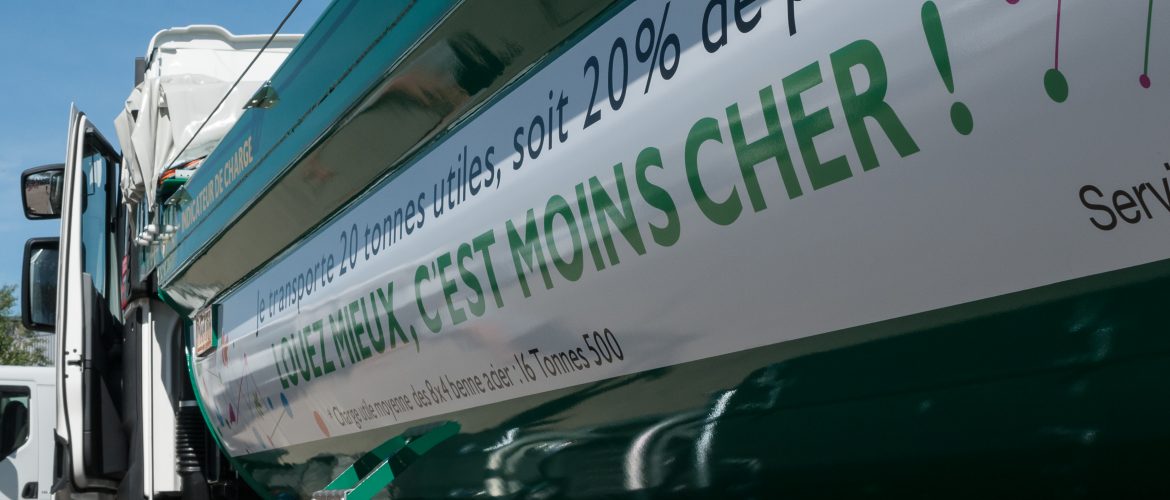 INDICATEUR DE CHARGE
Je transporte 20 tonnes utiles, soit 20% de p
LOUEZ MIEUX, C'EST MOINS CHER !
* Charge utile moyenne des 8x4 benne acier : 16 Tonnes 500
Servi